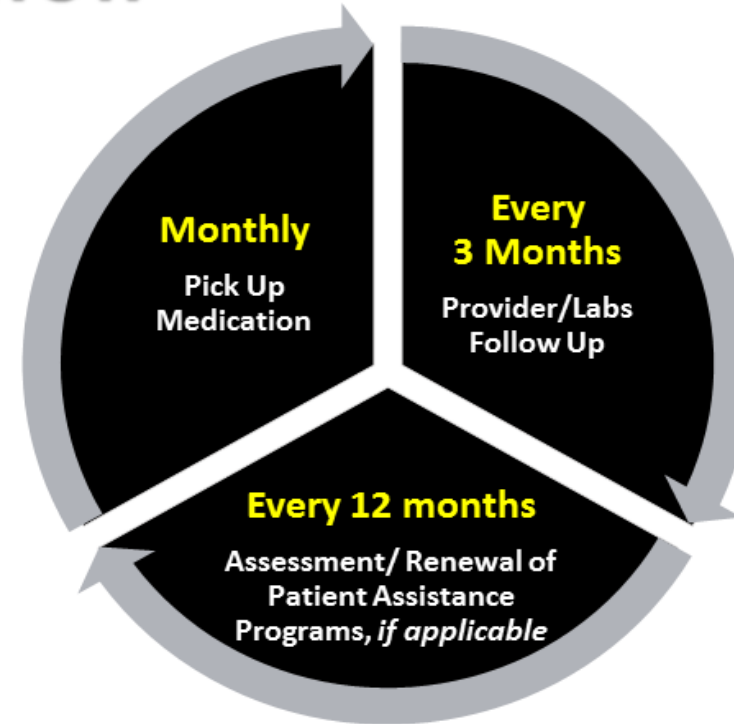 Monthly
Pick Up
Medication
Every
3 Months
Provider/Labs
Follow Up
Every 12 months
Assessment/ Renewal of
Patient Assistance
Programs, if applicable